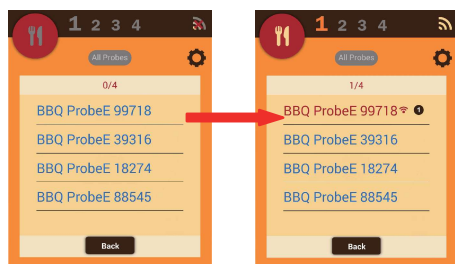 1 2 3 4
All Probes
0/4
BBQ ProbeE 99718
BBQ ProbeE 39316
BBQ ProbeE 18274
BBQ ProbeE 88545
Back
1 2 3 4
All Probes
1/4
BBQ ProbeE 99718 1
BBQ ProbeE 39316
BBQ ProbeE 18274
BBQ ProbeE 88545
Back